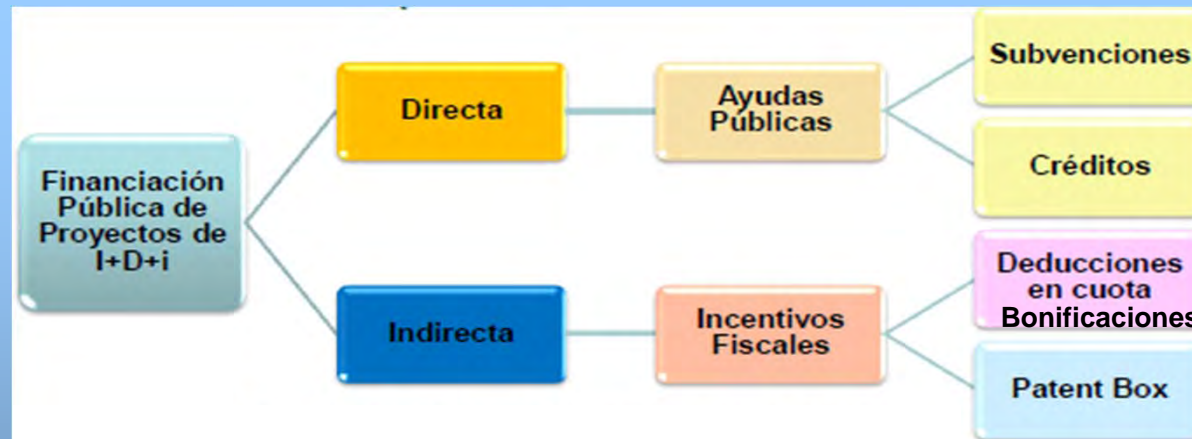 Financiación
Pública de
Proyectos de
I+D+i
Directa
Ayudas
Públicas
Subvenciones
Créditos
Indirecta
Incentivos
Fiscales
Deducciones
en cuota
Bonificaciones
Patent Box